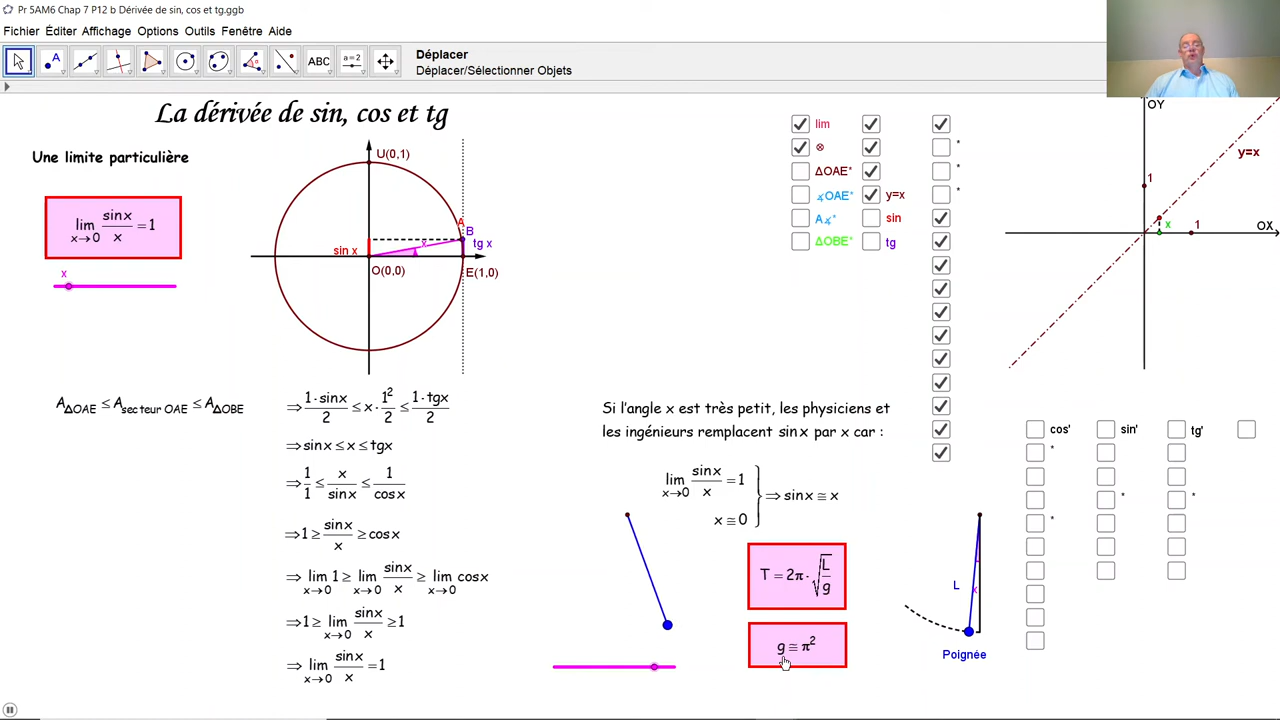 Pr 5AM6 Chap 7 P12 b Dérivée de sin, cos et tg.ggb
Fichier Éditer Affichage Options Outils Fenêtre Aide
A
α
ABC
a=2
Déplacer
Déplacer/Sélectionner Objets
La dérivée de sin, cos et tg
Une limite particulière
lim x→0 sinx/x = 1
x
U(0,1)
A
B
x
sin x
tg x
O(0,0)
E(1,0)
lim
⊗
ΔOAE*
∡OAE* y=x
A∡* sin
ΔOBE* tg
*
*
*
OY
y=x
1
x
1
OX
A ΔOAE ≤ A secteur OAE ≤ A ΔOBE
⇒ 1·sinx/2 ≤ x·1²/2 ≤ 1·tgx/2
⇒ sinx ≤ x ≤ tgx
⇒ 1/1 ≤ x/sinx ≤ 1/cosx
⇒ 1 ≥ sinx/x ≥ cosx
⇒ lim x→0 1 ≥ lim x→0 sinx/x ≥ lim x→0 cosx
⇒ 1 ≥ lim x→0 sinx/x ≥ 1
⇒ lim x→0 sinx/x = 1
Si l'angle x est très petit, les physiciens et
les ingénieurs remplacent sinx par x car :
lim x→0 sinx/x = 1
x ≅ 0
} ⇒ sinx ≅ x
T = 2π·√(L/g)
g ≅ π²
L
x
Poignée
cos' sin' tg'
*
* *
*